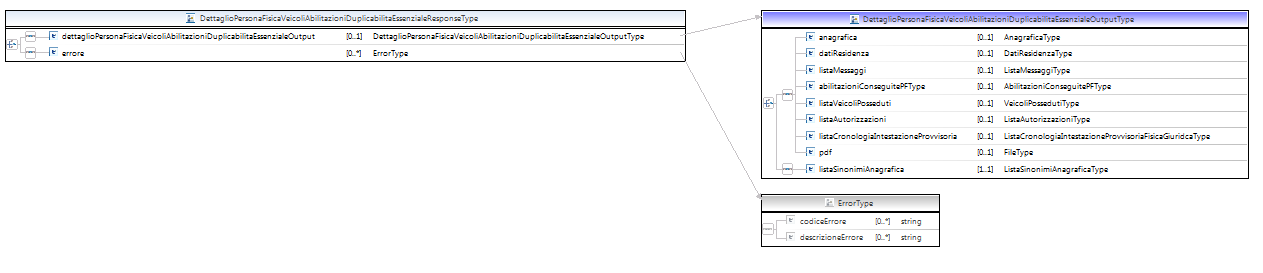 DettaglioPersonaFisicaVeicoliAbilitazioniDuplicabilitaEssenzialeResponseType
dettaglioPersonaFisicaVeicoliAbilitazioniDuplicabilitaEssenzialeOutput [0..1] DettaglioPersonaFisicaVeicoliAbilitazioniDuplicabilitaEssenzialeOutputType
errore [0..*] ErrorType
DettaglioPersonaFisicaVeicoliAbilitazioniDuplicabilitaEssenzialeOutputType
anagrafica [0..1] AnagraficaType
datiResidenza [0..1] DatiResidenzaType
listaMessaggi [0..1] ListaMessaggiType
abilitazioniConseguitePFType [0..1] AbilitazioniConseguitePFType
listaVeicoliPosseduti [0..1] VeicoliPossedutiType
listaAutorizzazioni [0..1] ListaAutorizzazioniType
listaCronologiaIntestazioneProvvisoria [0..1] ListaCronologiaIntestazioneProvvisoriaFisicaGiuridcaType
pdf [0..1] FileType
listaSinonimiAnagrafica [1..1] ListaSinonimiAnagraficaType
ErrorType
codiceErrore [0..*] string
descrizioneErrore [0..*] string